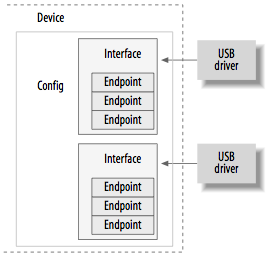 Device
Config
Interface
Endpoint
Endpoint
Endpoint
USB
driver
Interface
Endpoint
Endpoint
Endpoint
USB
driver